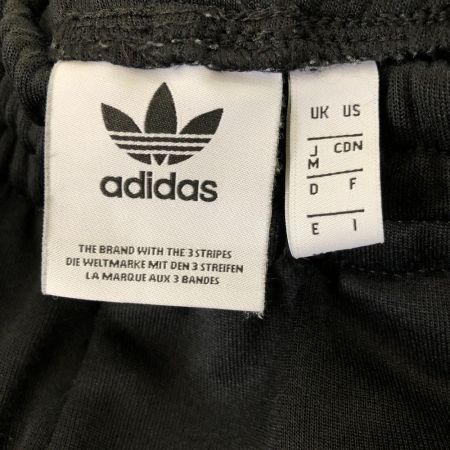 adidas
THE BRAND WITH THE 3 STRIPES
DIE WELTMARKE MIT DEN 3 STREIFEN
LA MARQUE AUX 3 BANDES
UK US
J CDN
M
D F
E I